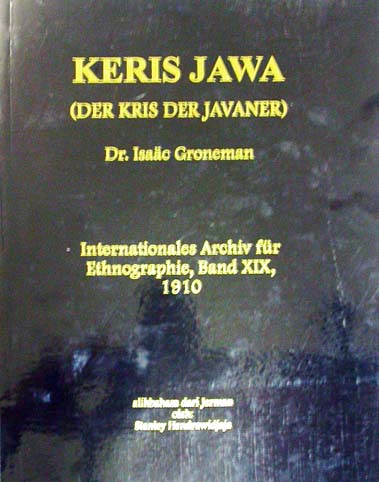 KERIS JAWA
(DER KRIS DER JAVANER)
Dr. Isaäc Groneman
Internationales Archiv für
Ethnographie, Band XIX,
1910
alihbahasa dari Jerman
oleh:
Stanley Hendrawidjaja